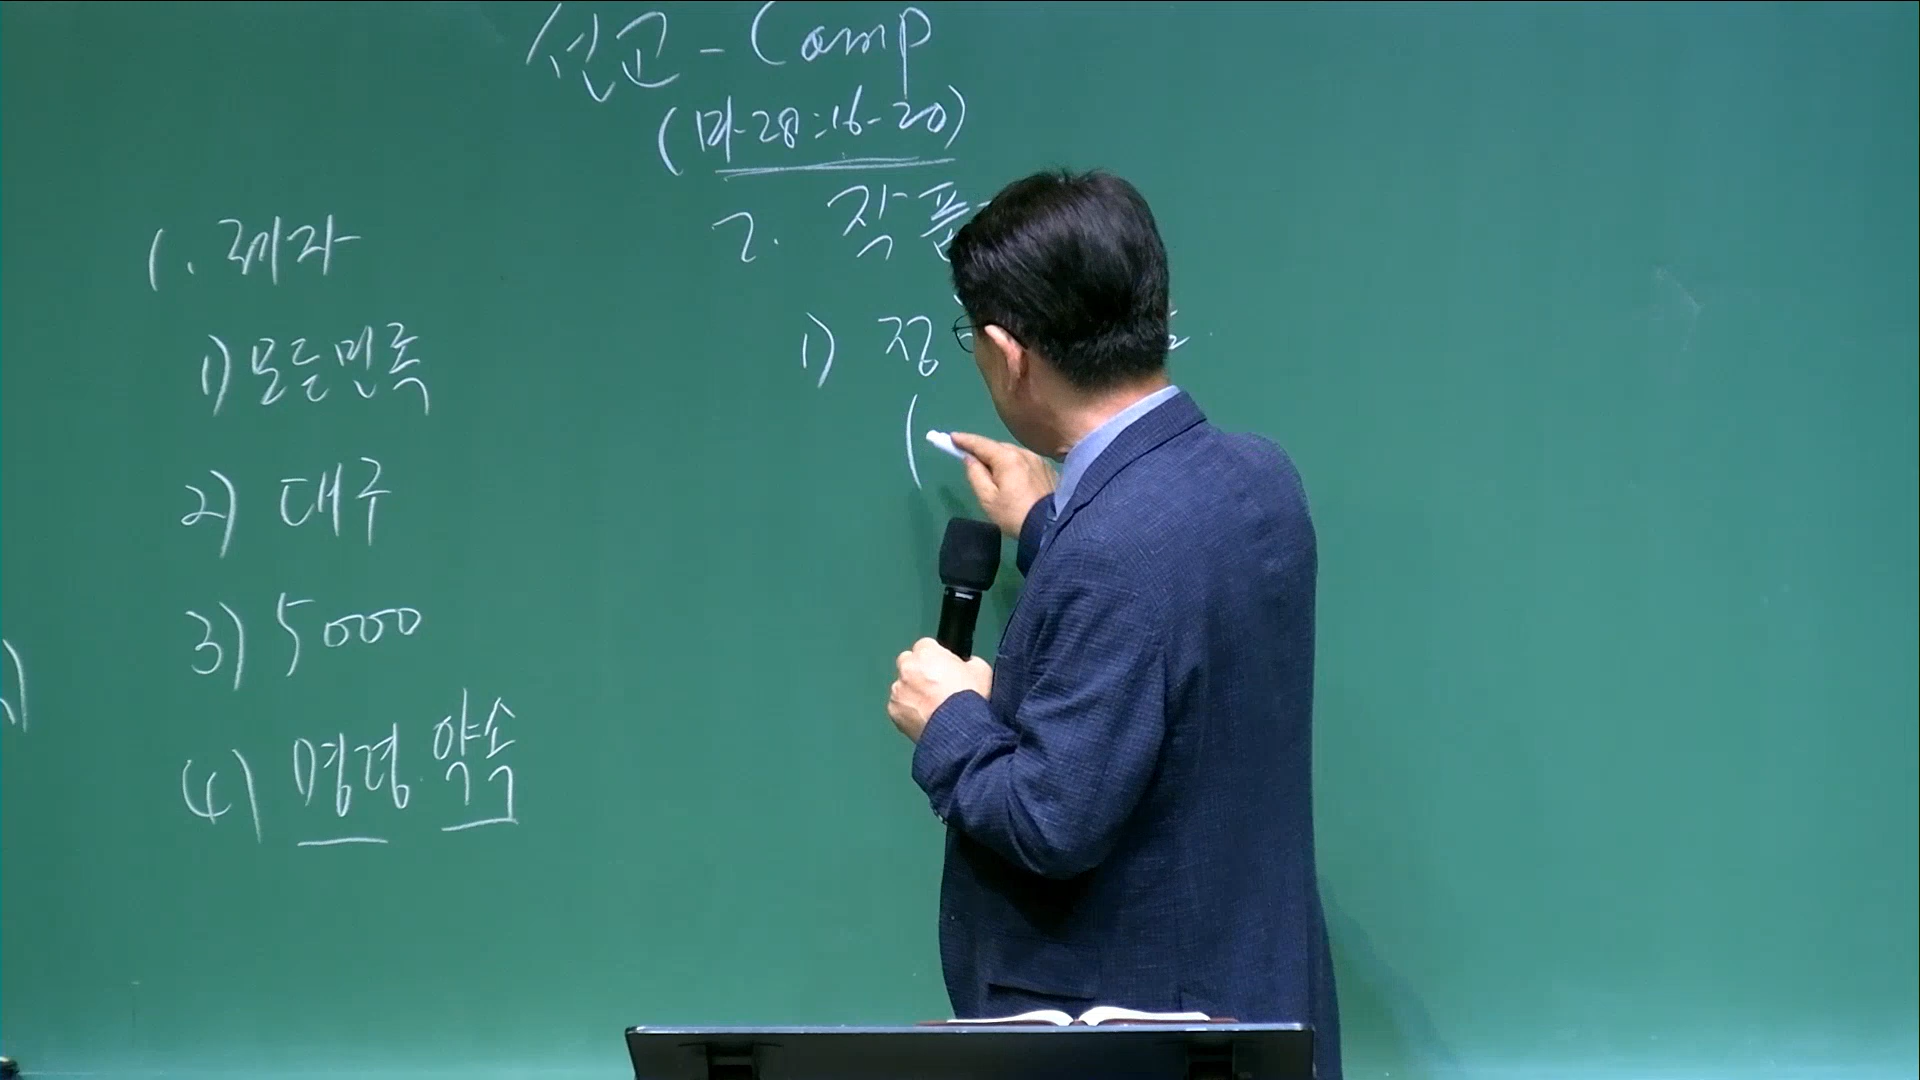 선교 - Camp
(마 28:16-20)
1. 제자
1) 모든민족
2) 대구
3) 5000
4) 명령 약속
2. 작품
1) 정
(